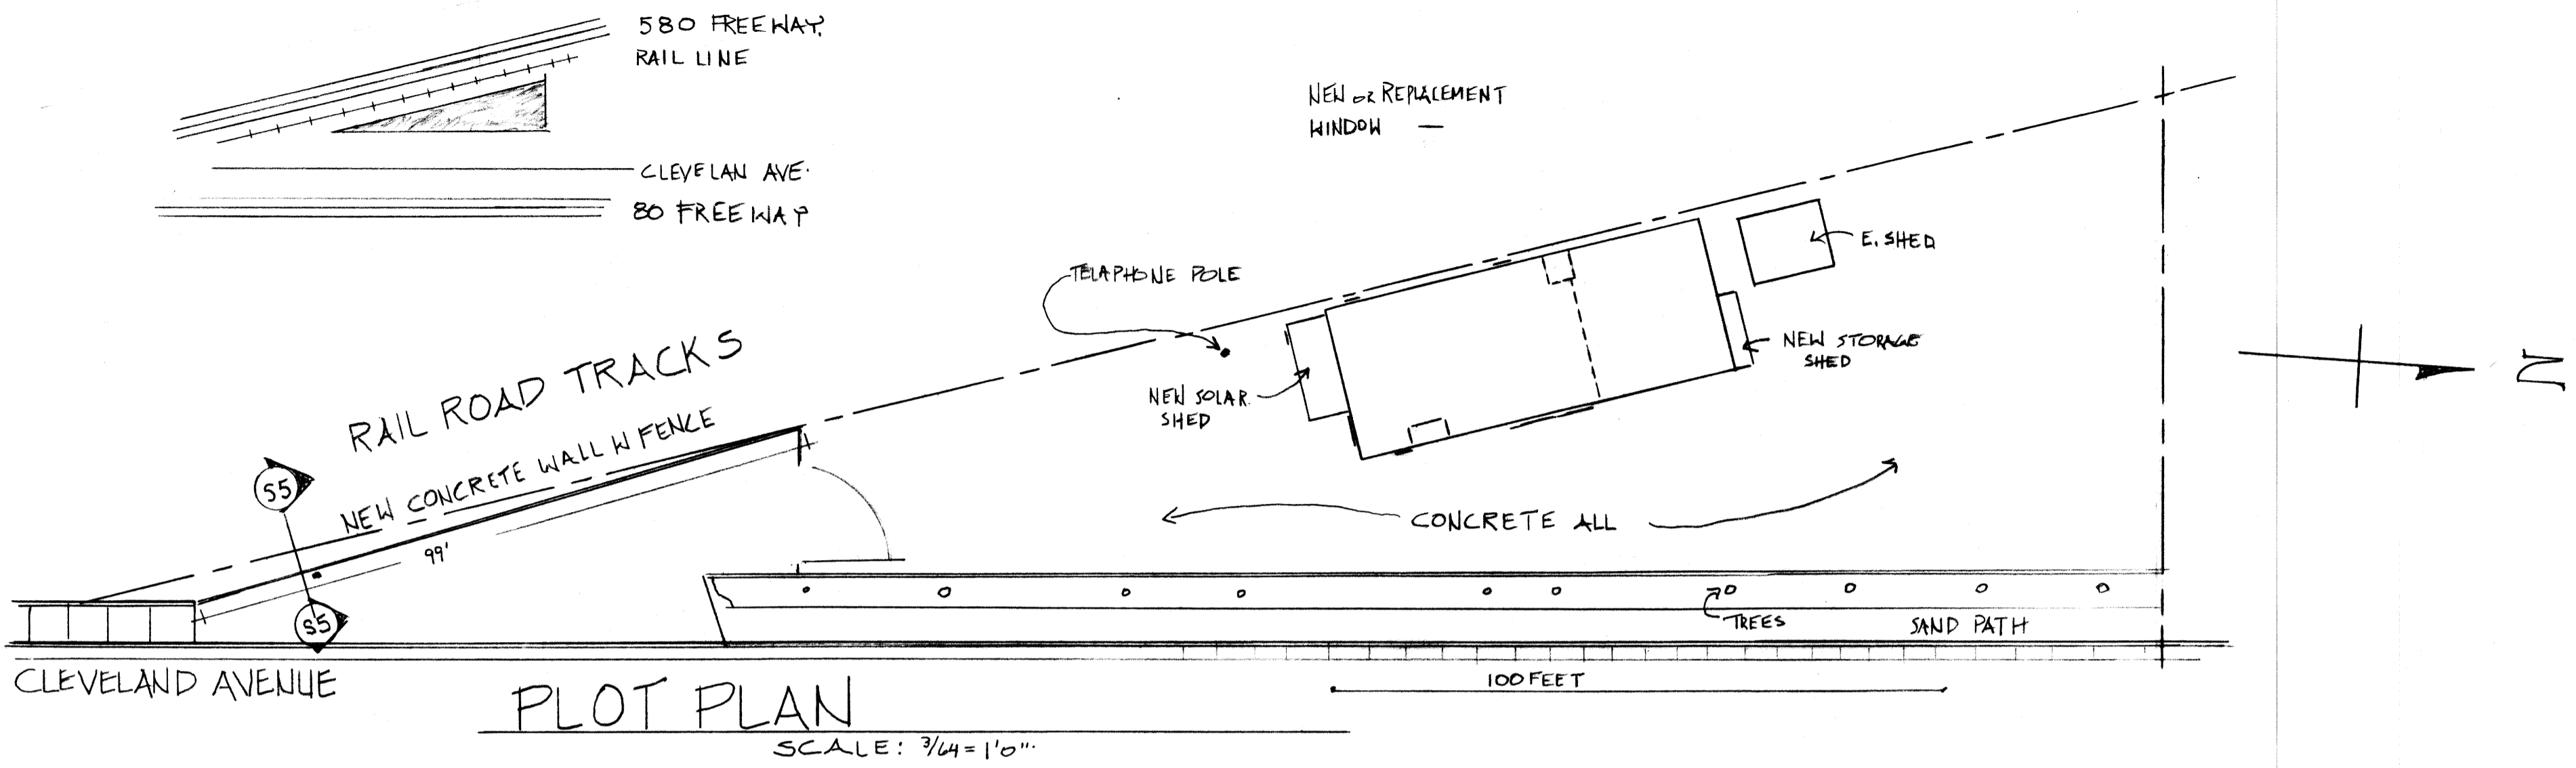 580 FREEWAY,
RAIL LINE
CLEVELAN AVE.
80 FREEWAY
NEW OR REPLACEMENT
WINDOW —
E. SHED
TELAPHONE POLE
NEW STORAGE
SHED
NEW SOLAR
SHED
N
RAIL ROAD TRACKS
NEW CONCRETE WALL W FENCE
S5
99'
CONCRETE ALL
S5
TREES
SAND PATH
CLEVELAND AVENUE
100 FEET
PLOT PLAN
SCALE: 3/64 = 1'0"